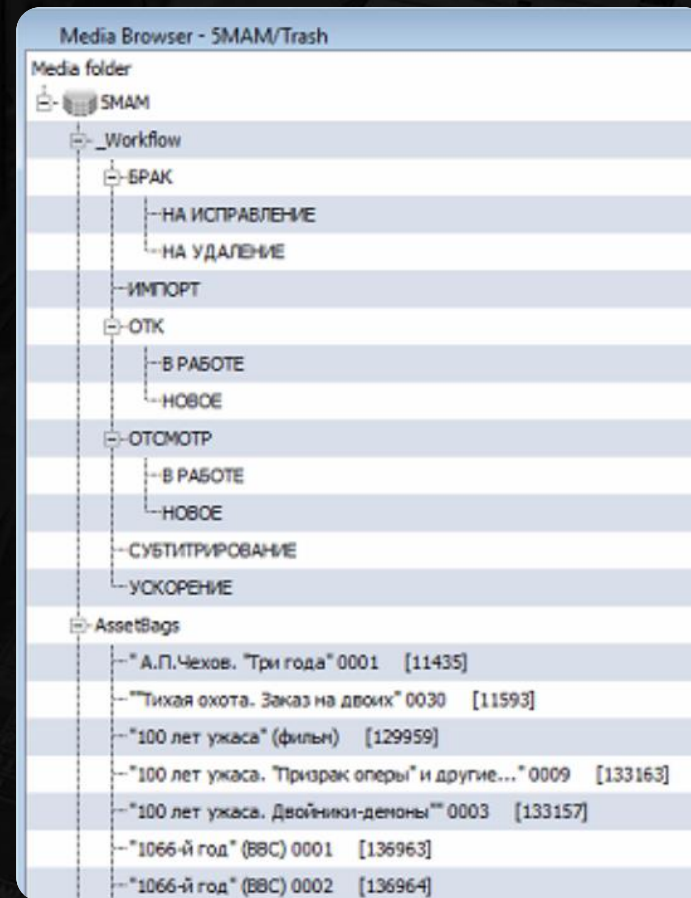 Media Browser - 5MAM/Trash
Media folder
5MAM
_Workflow
БРАК
НА ИСПРАВЛЕНИЕ
НА УДАЛЕНИЕ
ИМПОРТ
ОТК
В РАБОТЕ
НОВОЕ
ОТСМОТР
В РАБОТЕ
НОВОЕ
СУБТИТРИРОВАНИЕ
УСКОРЕНИЕ
AssetBags
" А.П.Чехов. "Три года" 0001 [11435]
""Тихая охота. Заказ на двоих" 0030 [11593]
"100 лет ужаса" (фильм) [129959]
"100 лет ужаса. "Призрак оперы" и другие..." 0009 [133163]
"100 лет ужаса. Двойники-демоны"" 0003 [133157]
"1066-й год" (BBC) 0001 [136963]
"1066-й год" (BBC) 0002 [136964]